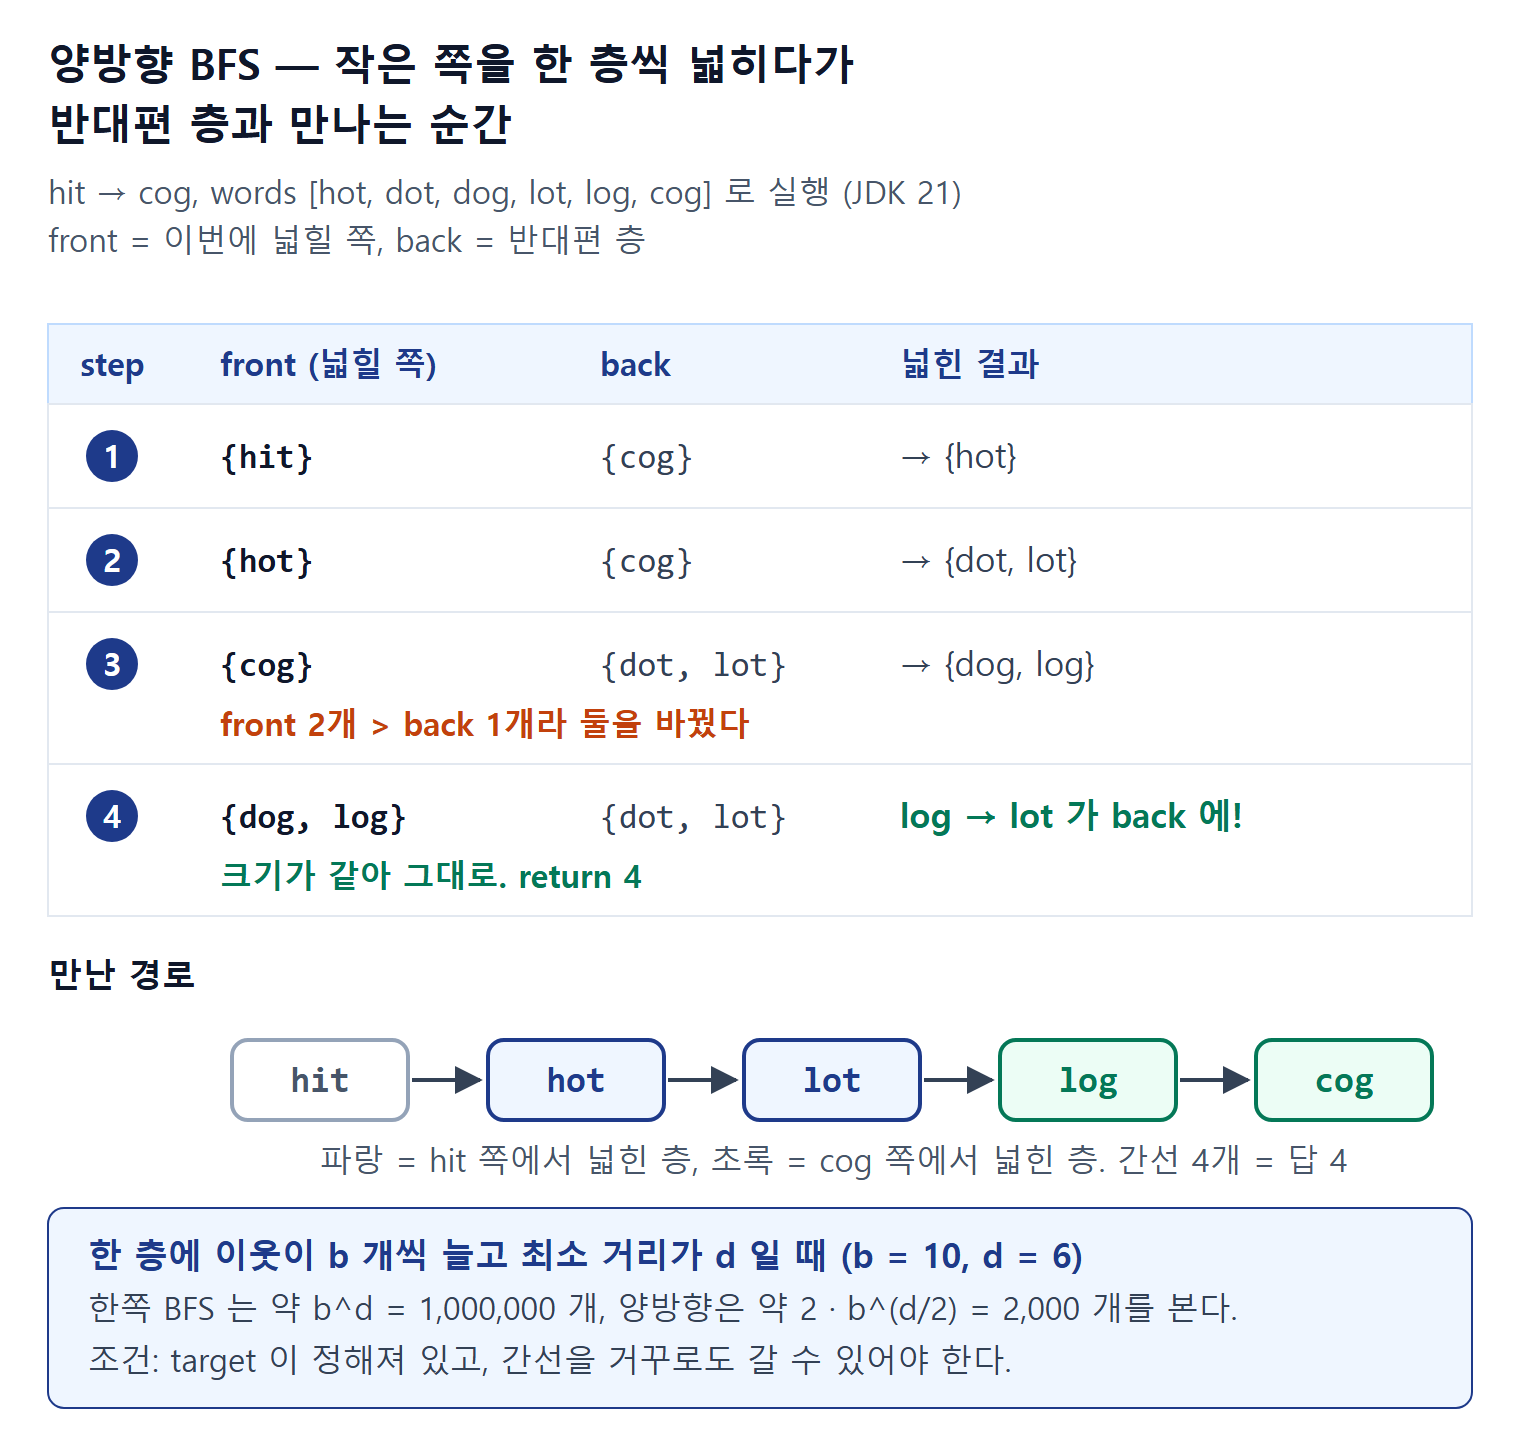 양방향 BFS — 작은 쪽을 한 층씩 넓히다가
반대편 층과 만나는 순간
hit → cog, words [hot, dot, dog, lot, log, cog] 로 실행 (JDK 21)
front = 이번에 넓힐 쪽, back = 반대편 층
step front (넓힐 쪽) back 넓힌 결과
1 {hit} {cog} → {hot}
2 {hot} {cog} → {dot, lot}
3 {cog} {dot, lot} → {dog, log}
front 2개 > back 1개라 둘을 바꿨다
4 {dog, log} {dot, lot} log → lot 가 back 에!
크기가 같아 그대로. return 4
만난 경로
hit hot lot log cog
파랑 = hit 쪽에서 넓힌 층, 초록 = cog 쪽에서 넓힌 층. 간선 4개 = 답 4
한 층에 이웃이 b 개씩 늘고 최소 거리가 d 일 때 (b = 10, d = 6)
한쪽 BFS 는 약 b^d = 1,000,000 개, 양방향은 약 2 · b^(d/2) = 2,000 개를 본다.
조건: target 이 정해져 있고, 간선을 거꾸로도 갈 수 있어야 한다.